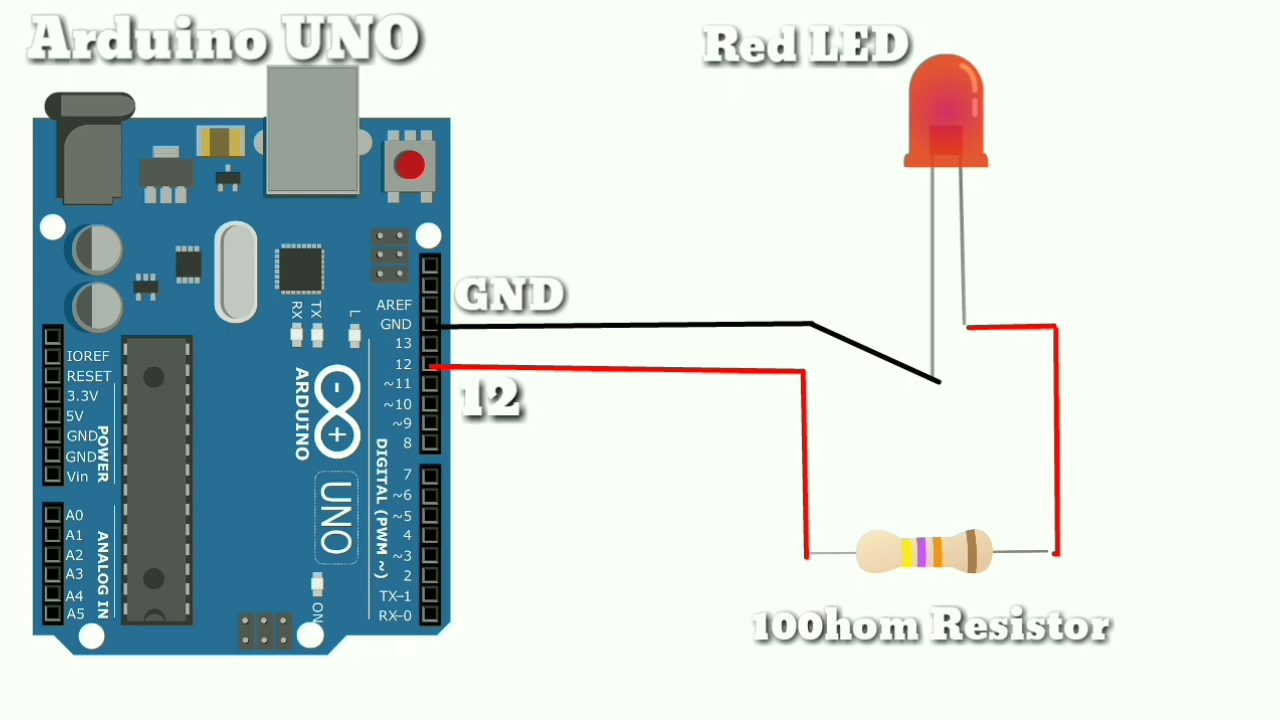 Arduino UNO
Red LED
GND
12
100hom Resistor
RX
TX
L
AREF
GND
13
12
~11
~10
~9
8
7
~6
~5
4
~3
2
TX-1
RX-0
DIGITAL (PWM ~)
IOREF
RESET
3.3V
5V
GND
GND
Vin
POWER
A0
A1
A2
A3
A4
A5
ANALOG IN
ARDUINO
UNO
ON